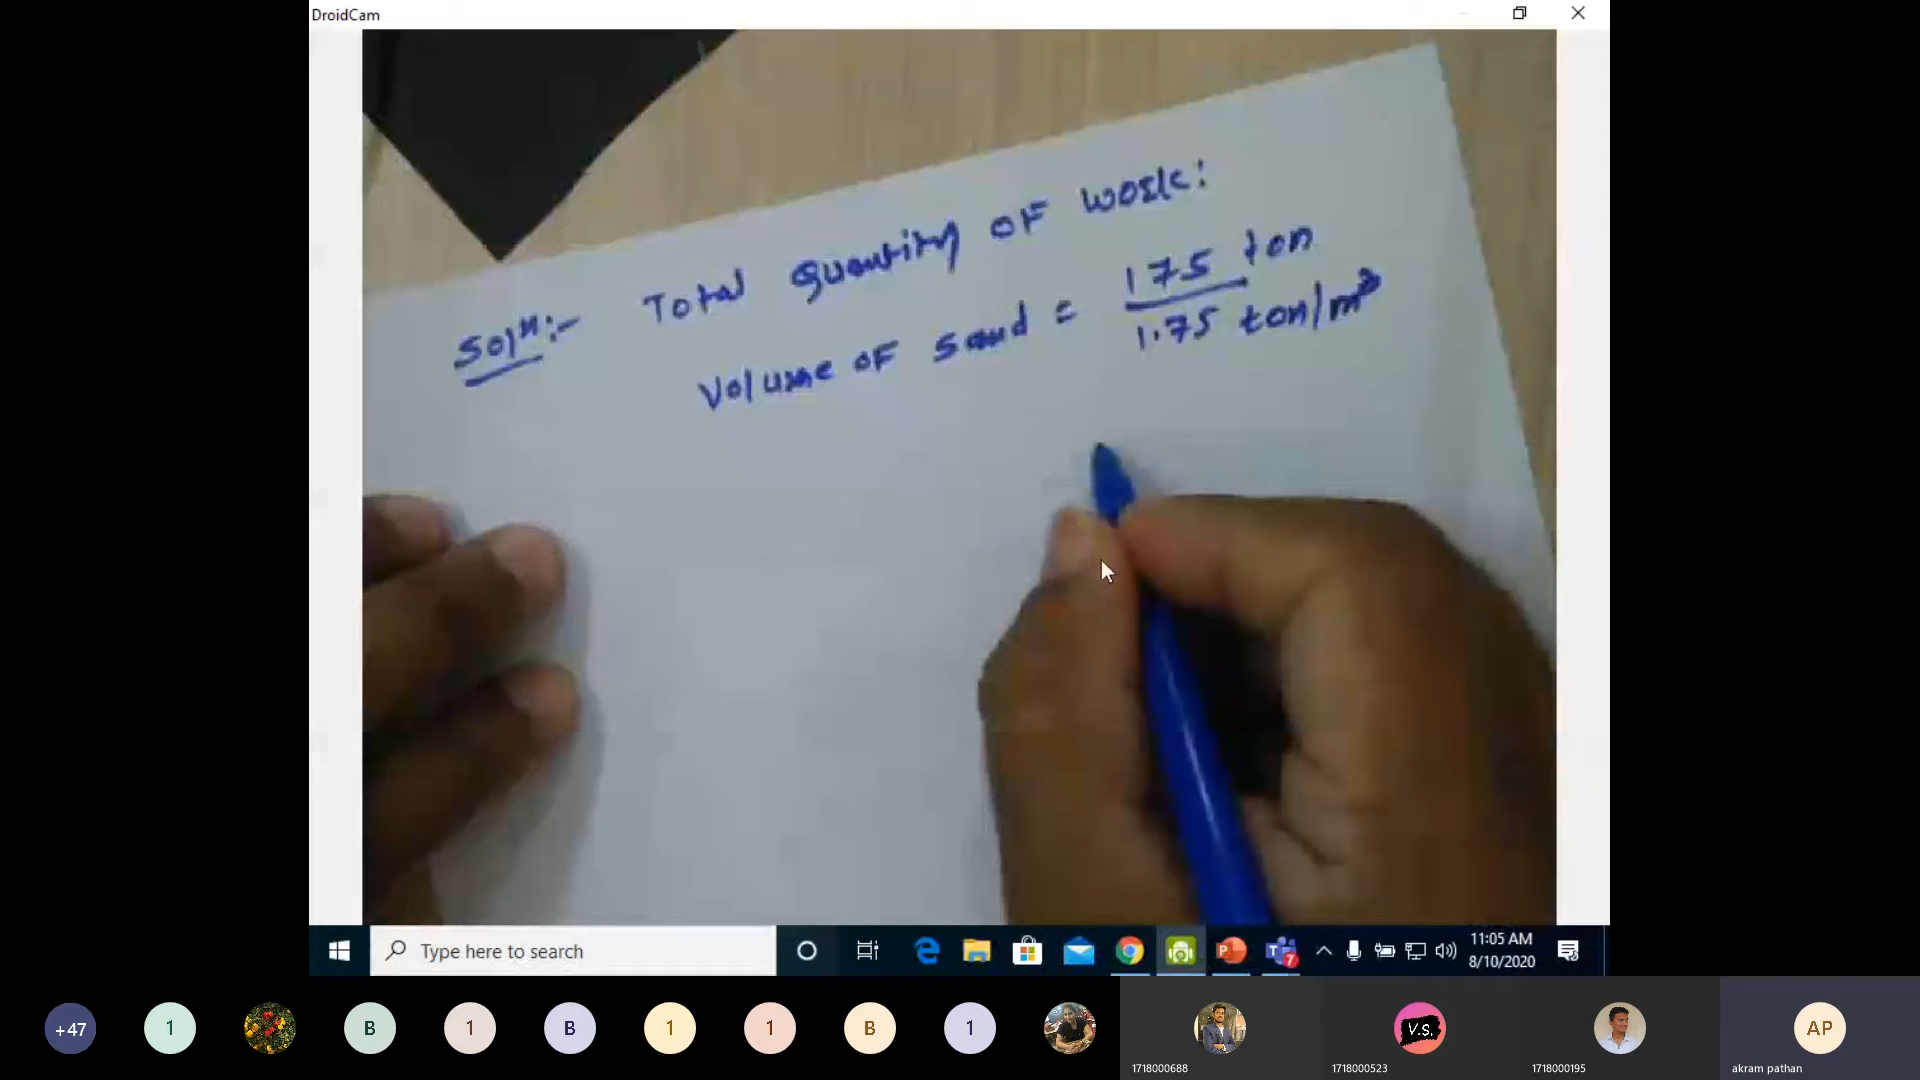 DroidCam
Soln:- Total Quantity OF Work:
Volume OF Sand = 175 ton
1.75 ton/m³
Type here to search
7
11:05 AM
8/10/2020
+47
1
B
1
B
1
1
B
1
V.S.
AP
1718000688
1718000523
1718000195
akram pathan